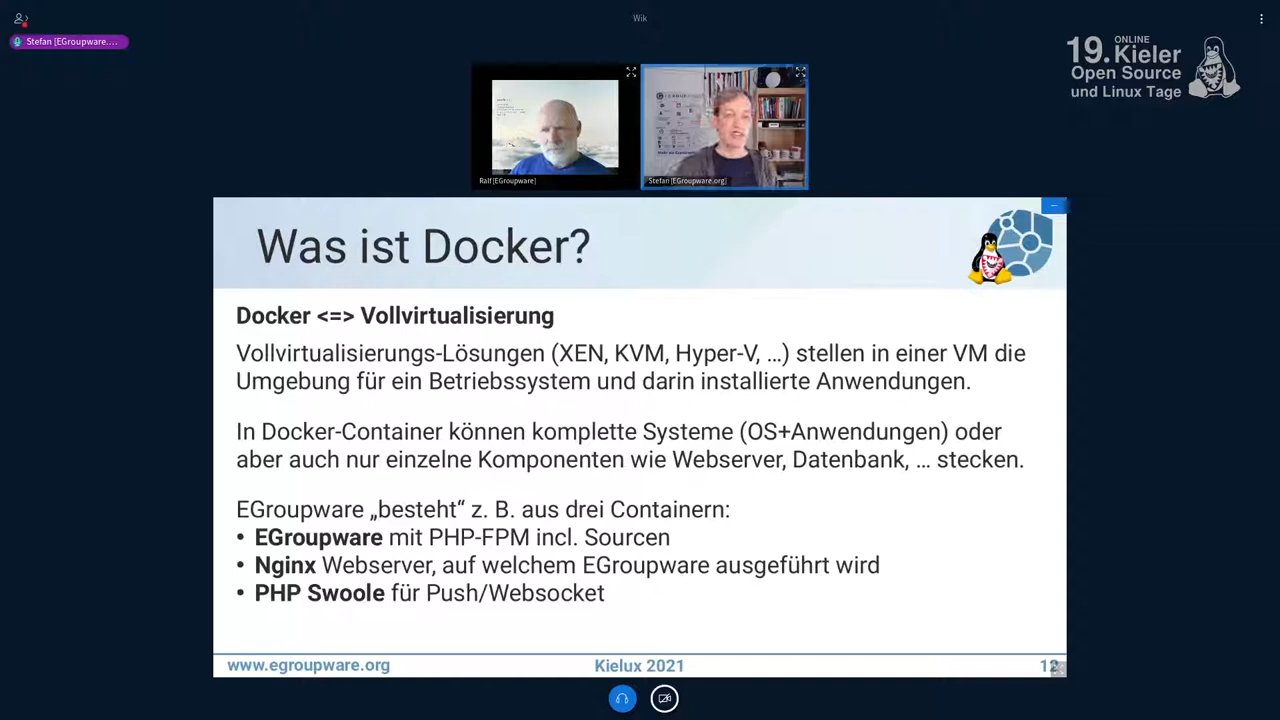 Wik
Stefan [EGroupware....
ONLINE
19. Kieler
Open Source
und Linux Tage
Ralf [EGroupware]
Stefan [EGroupware.org]
Was ist Docker?
Docker <=> Vollvirtualisierung
Vollvirtualisierungs-Lösungen (XEN, KVM, Hyper-V, …) stellen in einer VM die
Umgebung für ein Betriebssystem und darin installierte Anwendungen.
In Docker-Container können komplette Systeme (OS+Anwendungen) oder
aber auch nur einzelne Komponenten wie Webserver, Datenbank, … stecken.
EGroupware „besteht“ z. B. aus drei Containern:
• EGroupware mit PHP-FPM incl. Sourcen
• Nginx Webserver, auf welchem EGroupware ausgeführt wird
• PHP Swoole für Push/Websocket
www.egroupware.org
Kielux 2021
12